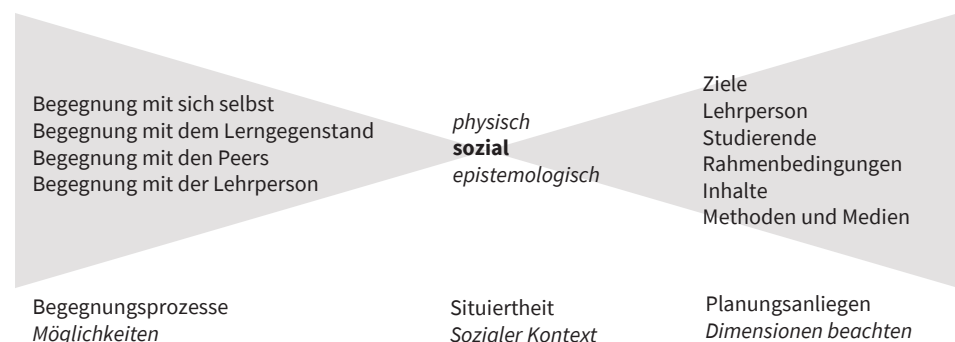 Begegnung mit sich selbst
Begegnung mit dem Lerngegenstand
Begegnung mit den Peers
Begegnung mit der Lehrperson
physisch
sozial
epistemologisch
Ziele
Lehrperson
Studierende
Rahmenbedingungen
Inhalte
Methoden und Medien
Begegnungsprozesse
Möglichkeiten
Situiertheit
Sozialer Kontext
Planungsanliegen
Dimensionen beachten